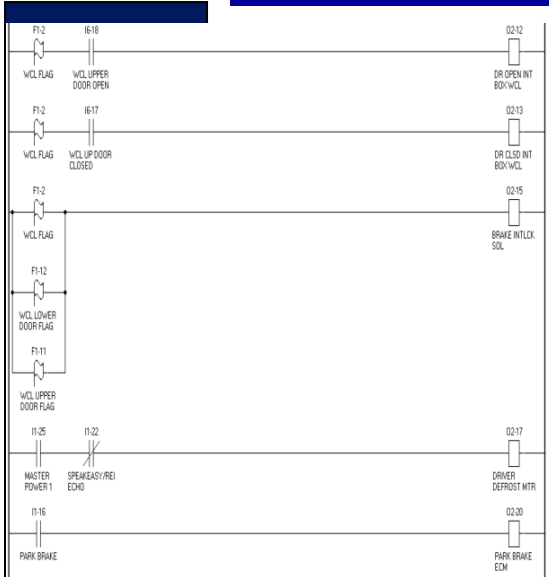 F1-2 I6-18 O2-12
WCL FLAG WCL UPPER DR OPEN INT
DOOR OPEN BOX WCL
F1-2 I6-17 O2-13
WCL FLAG WCL UP DOOR DR CLSD INT
CLOSED BOX WCL
F1-2 O2-15
WCL FLAG BRAKE INTLCK
SOL
F1-12
WCL LOWER
DOOR FLAG
F1-11
WCL UPPER
DOOR FLAG
I1-25 I1-22 O2-17
MASTER SPEAKEASY/REI DRIVER
POWER 1 ECHO DEFROST MTR
I1-16 O2-20
PARK BRAKE PARK BRAKE
ECM